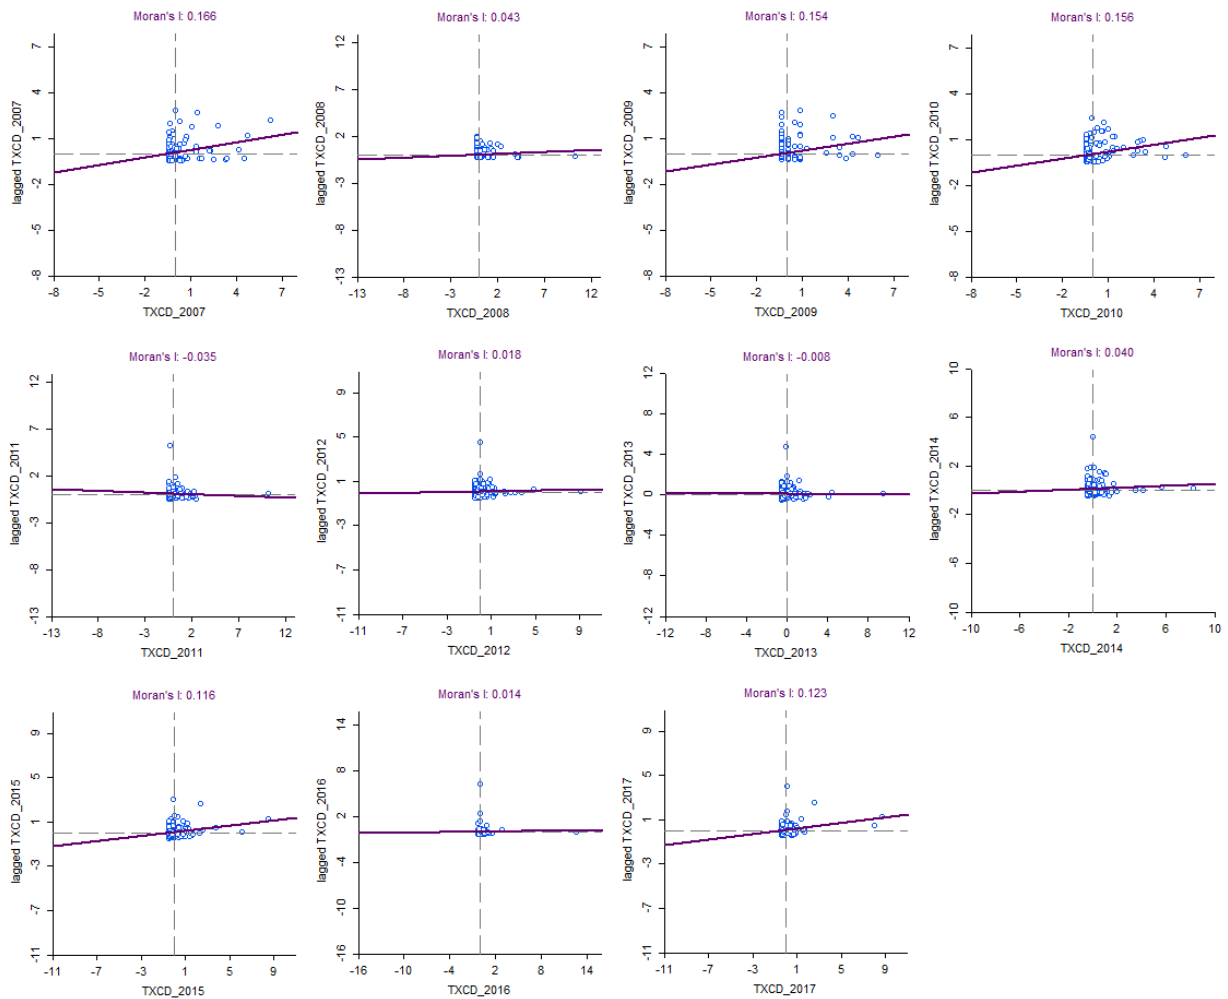 Moran's I: 0.166
lagged TXCD_2007
7
4
1
-2
-5
-8
-8 -5 -2 1 4 7
TXCD_2007
Moran's I: 0.043
lagged TXCD_2008
12
7
2
-3
-8
-13
-13 -8 -3 2 7 12
TXCD_2008
Moran's I: 0.154
lagged TXCD_2009
7
4
1
-2
-5
-8
-8 -5 -2 1 4 7
TXCD_2009
Moran's I: 0.156
lagged TXCD_2010
7
4
1
-2
-5
-8
-8 -5 -2 1 4 7
TXCD_2010
Moran's I: -0.035
lagged TXCD_2011
12
7
2
-3
-8
-13
-13 -8 -3 2 7 12
TXCD_2011
Moran's I: 0.018
lagged TXCD_2012
9
5
1
-3
-7
-11
-11 -7 -3 1 5 9
TXCD_2012
Moran's I: -0.008
lagged TXCD_2013
12
8
4
0
-4
-8
-12
-12 -8 -4 0 4 8 12
TXCD_2013
Moran's I: 0.040
lagged TXCD_2014
10
6
2
-2
-6
-10
-10 -6 -2 2 6 10
TXCD_2014
Moran's I: 0.116
lagged TXCD_2015
9
5
1
-3
-7
-11
-11 -7 -3 1 5 9
TXCD_2015
Moran's I: 0.014
lagged TXCD_2016
14
8
2
-4
-10
-16
-16 -10 -4 2 8 14
TXCD_2016
Moran's I: 0.123
lagged TXCD_2017
9
5
1
-3
-7
-11
-11 -7 -3 1 5 9
TXCD_2017